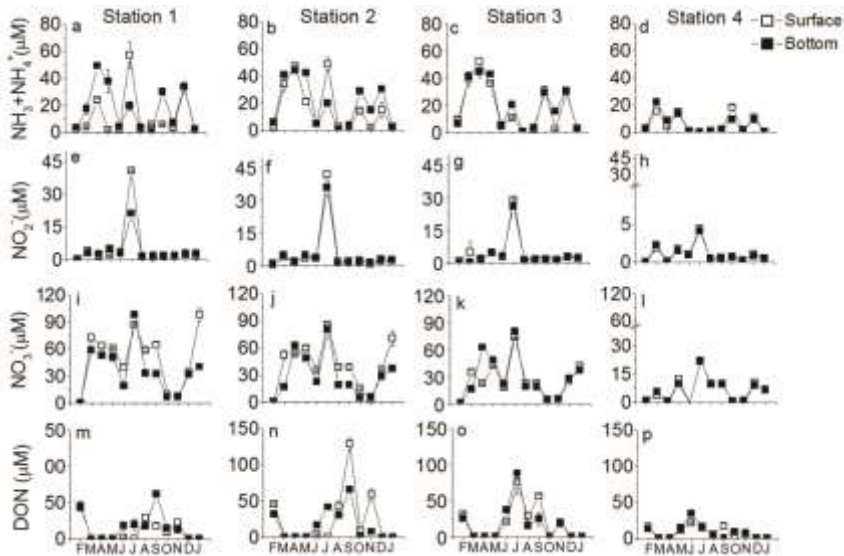 Station 1 Station 2 Station 3 Station 4
Surface
Bottom
NH3+NH4+(µM)
80 60 40 20 0
a
80 60 40 20 0
b
80 60 40 20 0
c
80 60 40 20 0
d
NO2-(µM)
45 30 15 0
e
45 30 15 0
f
45 30 15 0
g
45 30 5 0
h
NO3-(µM)
120 90 60 30 0
i
120 90 60 30 0
j
120 90 60 30 0
k
120 60 30 20 10 0
l
DON (µM)
50 00 50 0
m
150 100 50 0
n
150 100 50 0
o
150 100 50 0
p
FMAMJ J ASONDJ FMAMJ J ASONDJ FMAMJ J ASONDJ FMAMJ J ASONDJ